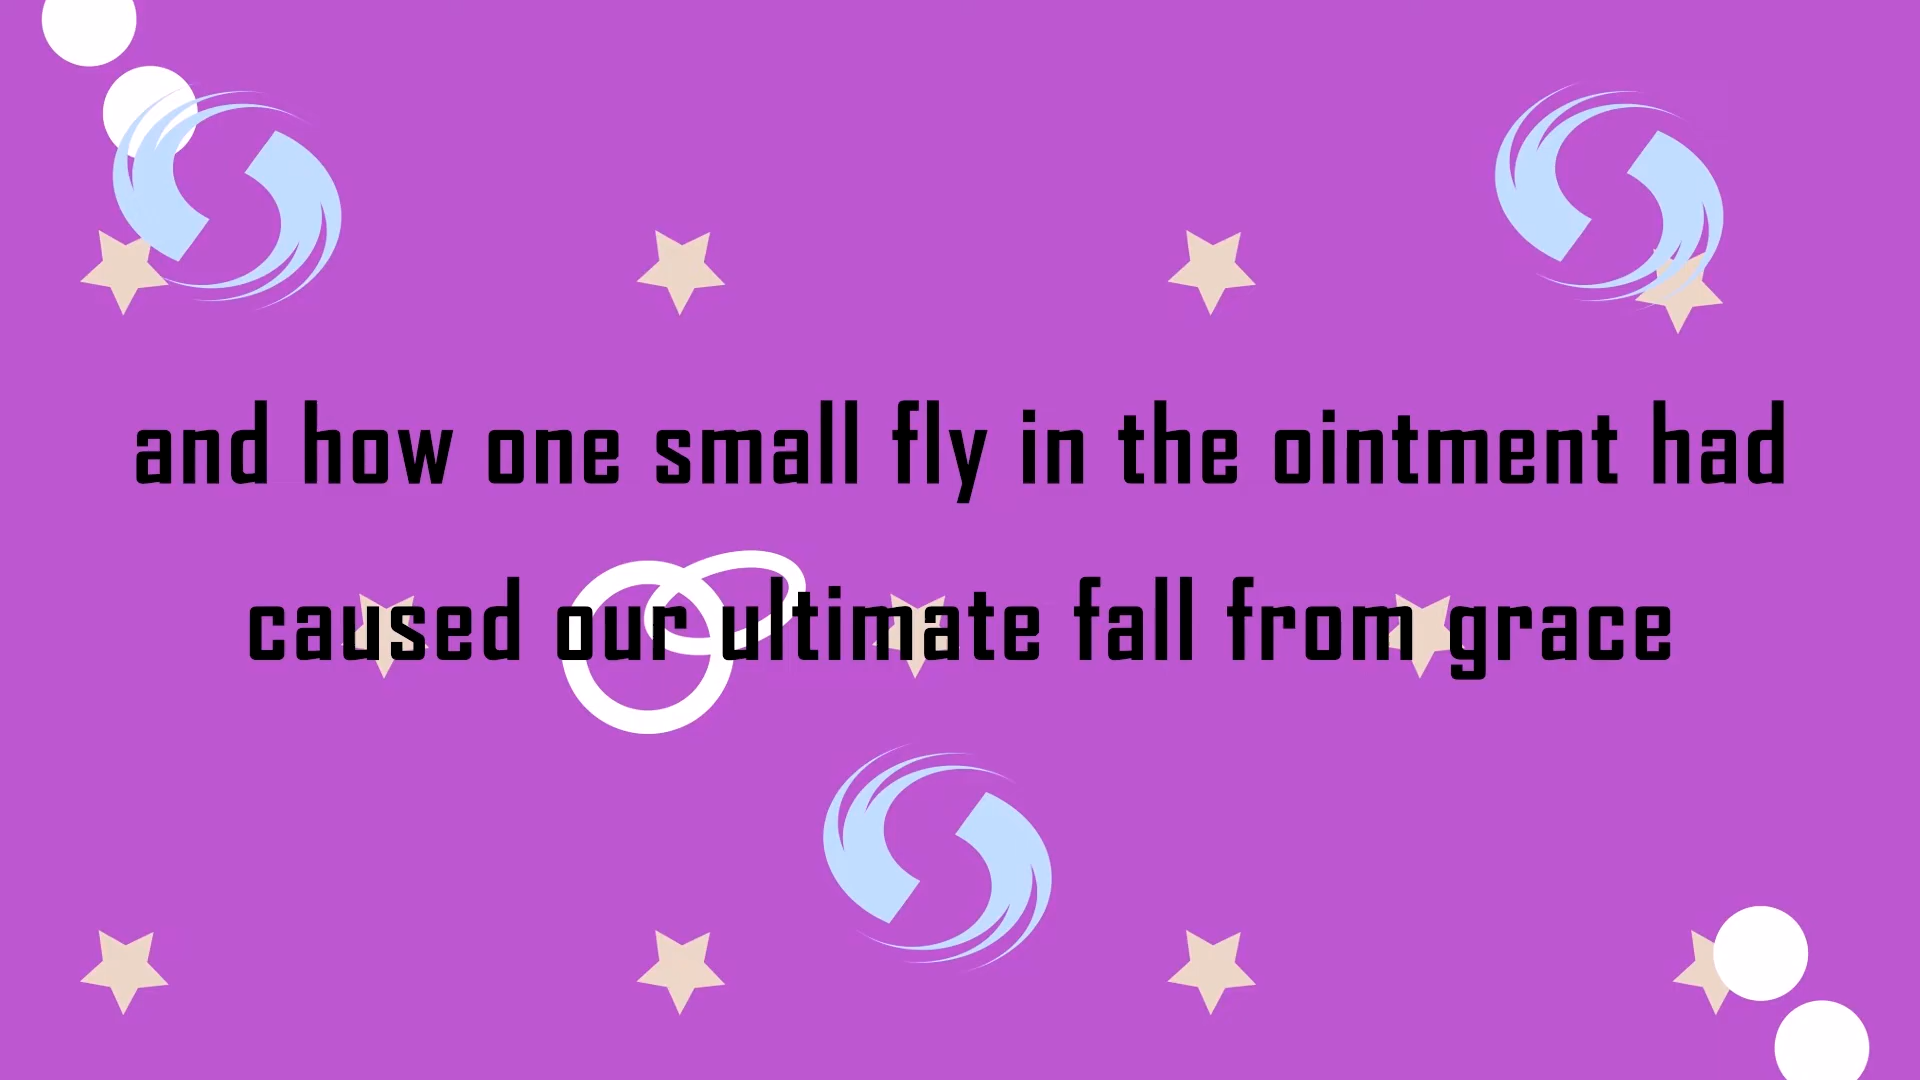 and how one small fly in the ointment had
caused our ultimate fall from grace